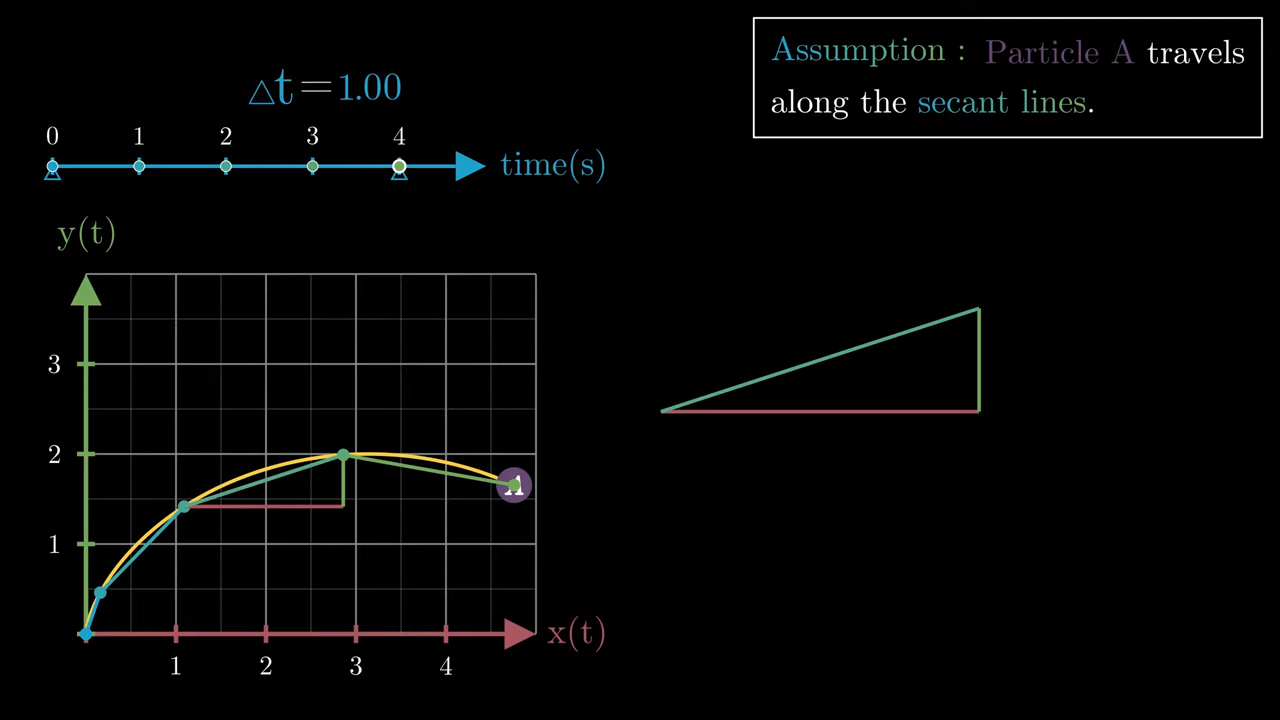 Assumption : Particle A travels
along the secant lines.
△t=1.00
0 1 2 3 4
time(s)
y(t)
3
2
1
A
x(t)
1 2 3 4